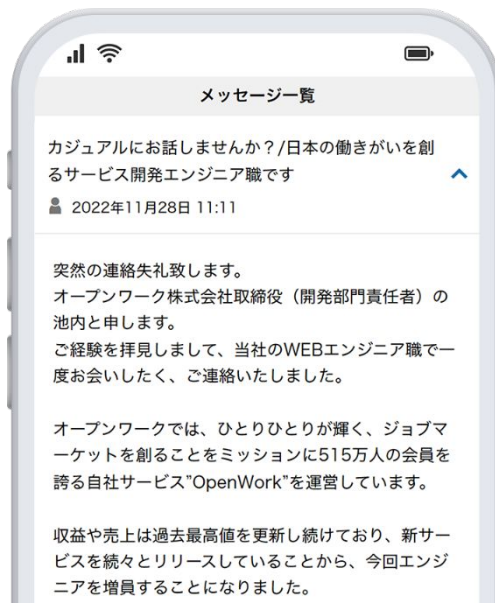 メッセージ一覧
カジュアルにお話しませんか？/日本の働きがいを創
るサービス開発エンジニア職です
2022年11月28日 11:11
突然の連絡失礼致します。
オープンワーク株式会社取締役（開発部門責任者）の
池内と申します。
ご経験を拝見しまして、当社のWEBエンジニア職で一
度お会いしたく、ご連絡いたしました。
オープンワークでは、ひとりひとりが輝く、ジョブマ
ーケットを創ることをミッションに515万人の会員を
誇る自社サービス”OpenWork”を運営しています。
収益や売上は過去最高値を更新し続けており、新サー
ビスを続々とリリースしていることから、今回エンジ
ニアを増員することになりました。